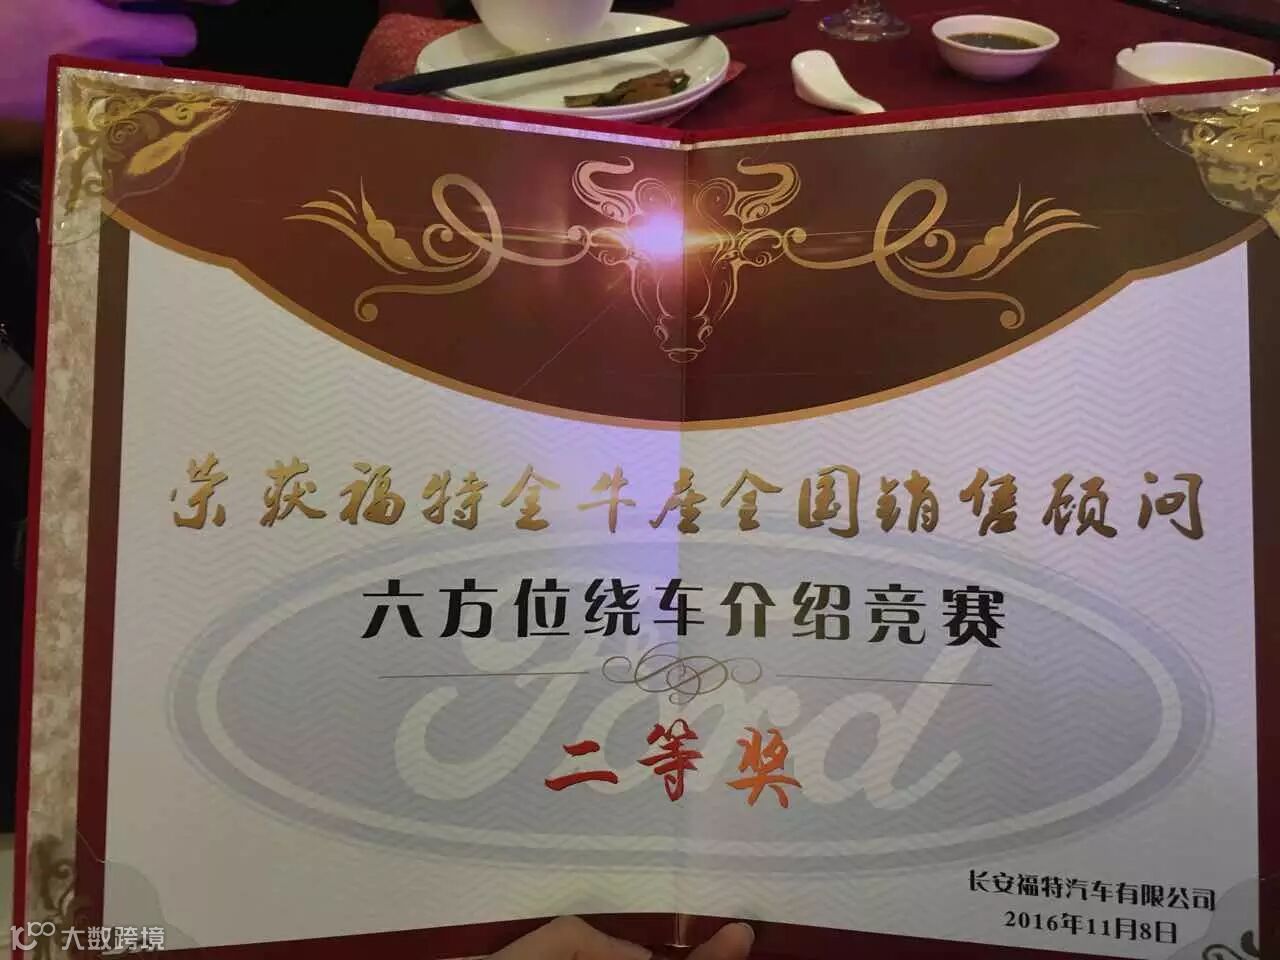 荣获福特金牛座全国销售顾问
六方位绕车介绍竞赛
Ford
二等奖
长安福特汽车有限公司
2016年11月8日
大数跨境